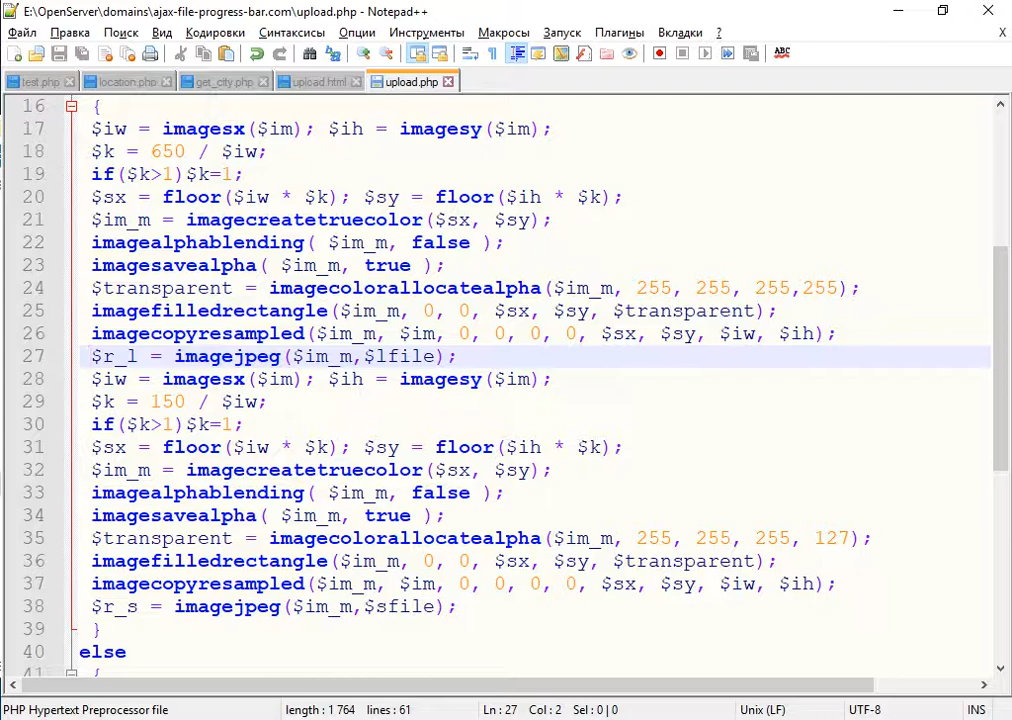 E:\OpenServer\domains\ajax-file-progress-bar.com\upload.php - Notepad++
Файл Правка Поиск Вид Кодировки Синтаксисы Опции Инструменты Макросы Запуск Плагины Вкладки ? X
ABC
test.php location.php get_city.php upload.html upload.php
16 {
17 $iw = imagesx($im); $ih = imagesy($im);
18 $k = 650 / $iw;
19 if($k>1)$k=1;
20 $sx = floor($iw * $k); $sy = floor($ih * $k);
21 $im_m = imagecreatetruecolor($sx, $sy);
22 imagealphablending( $im_m, false );
23 imagesavealpha( $im_m, true );
24 $transparent = imagecolorallocatealpha($im_m, 255, 255, 255,255);
25 imagefilledrectangle($im_m, 0, 0, $sx, $sy, $transparent);
26 imagecopyresampled($im_m, $im, 0, 0, 0, 0, $sx, $sy, $iw, $ih);
27 $r_l = imagejpeg($im_m,$lfile);
28 $iw = imagesx($im); $ih = imagesy($im);
29 $k = 150 / $iw;
30 if($k>1)$k=1;
31 $sx = floor($iw * $k); $sy = floor($ih * $k);
32 $im_m = imagecreatetruecolor($sx, $sy);
33 imagealphablending( $im_m, false );
34 imagesavealpha( $im_m, true );
35 $transparent = imagecolorallocatealpha($im_m, 255, 255, 255, 127);
36 imagefilledrectangle($im_m, 0, 0, $sx, $sy, $transparent);
37 imagecopyresampled($im_m, $im, 0, 0, 0, 0, $sx, $sy, $iw, $ih);
38 $r_s = imagejpeg($im_m,$sfile);
39 }
40 else
41 {
PHP Hypertext Preprocessor file length : 1 764 lines : 61 Ln : 27 Col : 2 Sel : 0 | 0 Unix (LF) UTF-8 INS